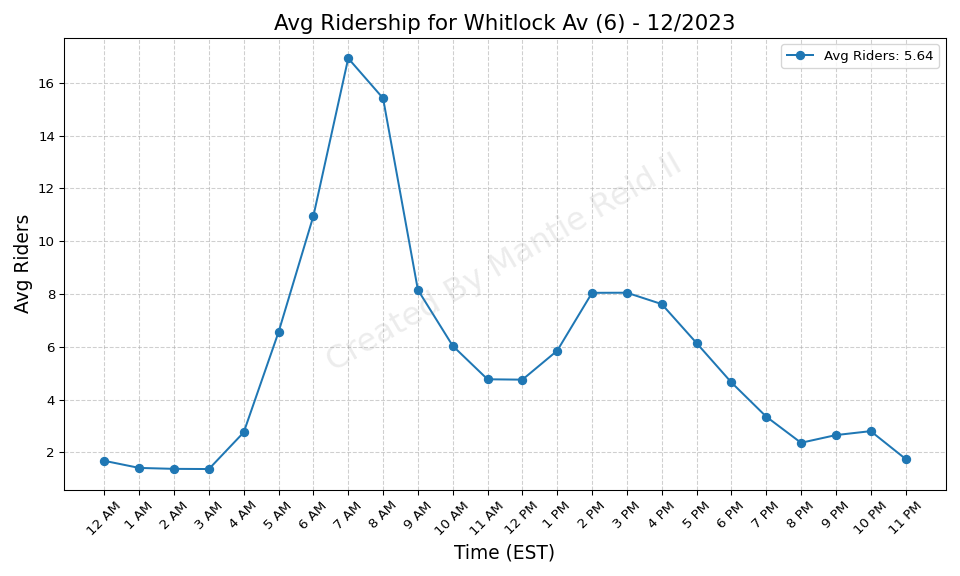 Avg Ridership for Whitlock Av (6) - 12/2023
Avg Riders: 5.64
16
14
12
10
8
6
4
2
Avg Riders
Created By Mantle Reid II
12 AM 1 AM 2 AM 3 AM 4 AM 5 AM 6 AM 7 AM 8 AM 9 AM 10 AM 11 AM 12 PM 1 PM 2 PM 3 PM 4 PM 5 PM 6 PM 7 PM 8 PM 9 PM 10 PM 11 PM
Time (EST)